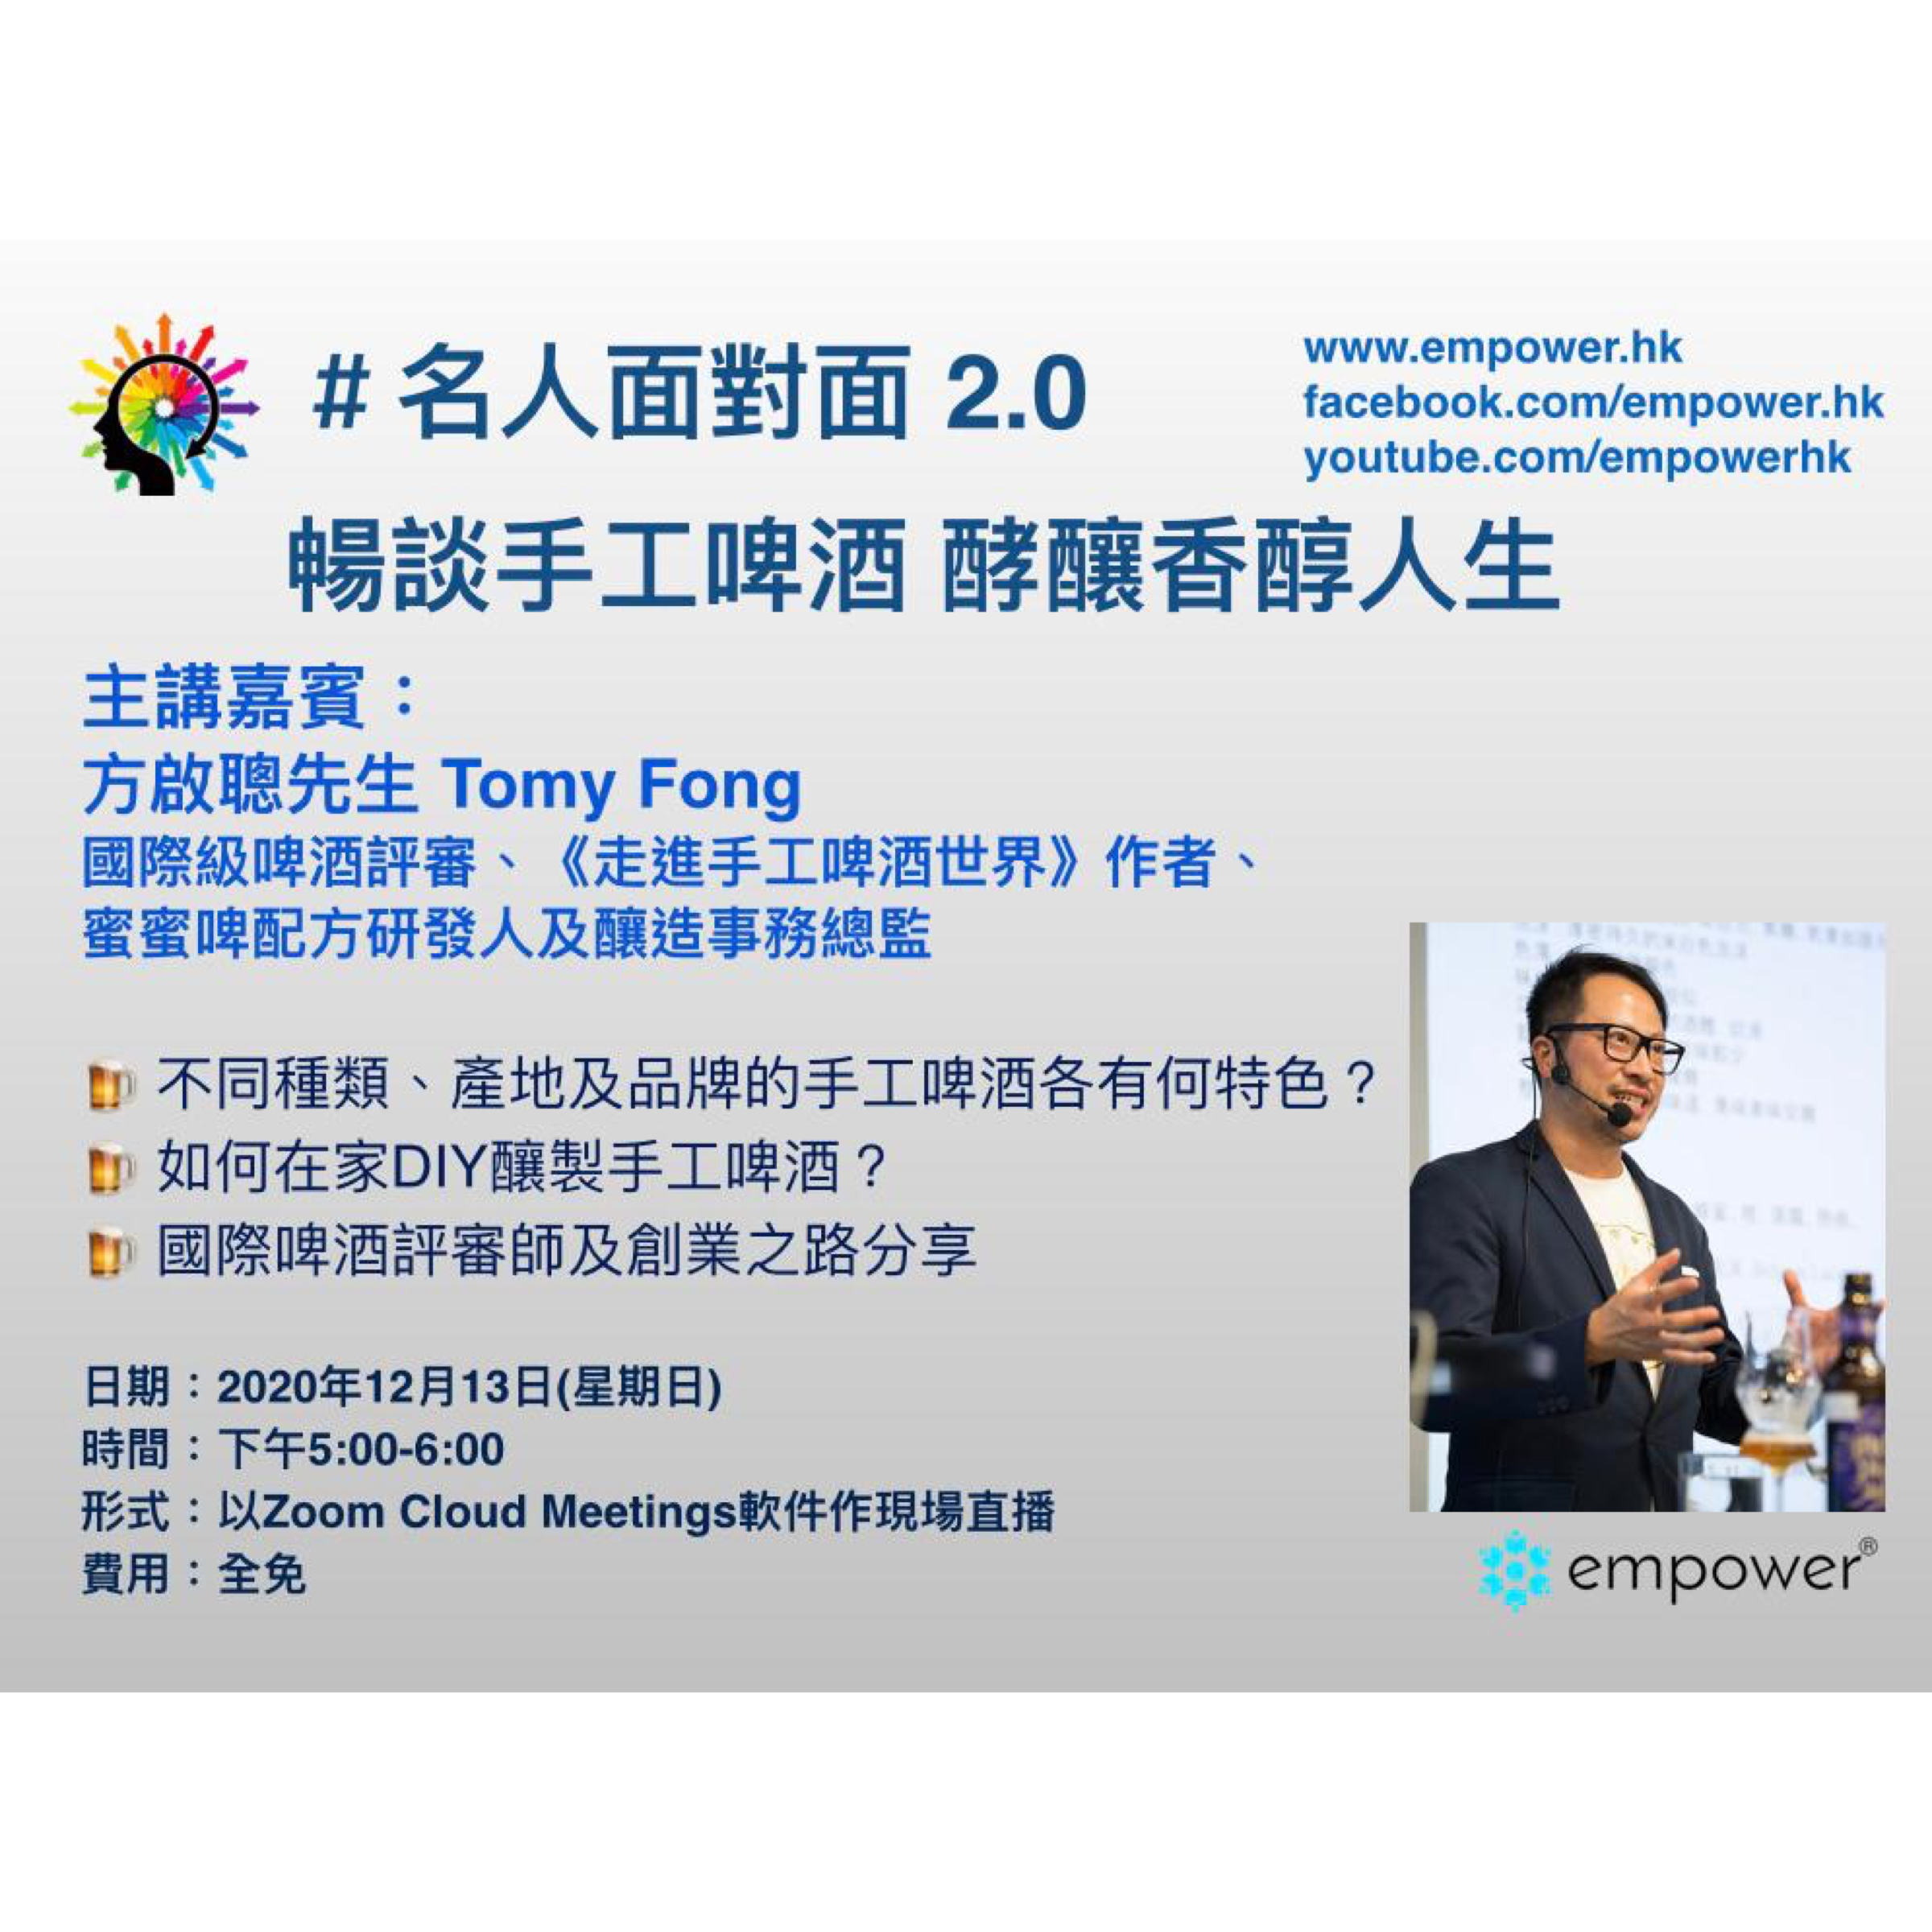 # 名人面對面 2.0
www.empower.hk
facebook.com/empower.hk
youtube.com/empowerhk
暢談手工啤酒 酵釀香醇人生
主講嘉賓：
方啟聰先生 Tomy Fong
國際級啤酒評審、《走進手工啤酒世界》作者、
蜜蜜啤配方研發人及釀造事務總監
不同種類、產地及品牌的手工啤酒各有何特色？
如何在家DIY釀製手工啤酒？
國際啤酒評審師及創業之路分享
日期：2020年12月13日(星期日)
時間：下午5:00-6:00
形式：以Zoom Cloud Meetings軟件作現場直播
費用：全免
empower®